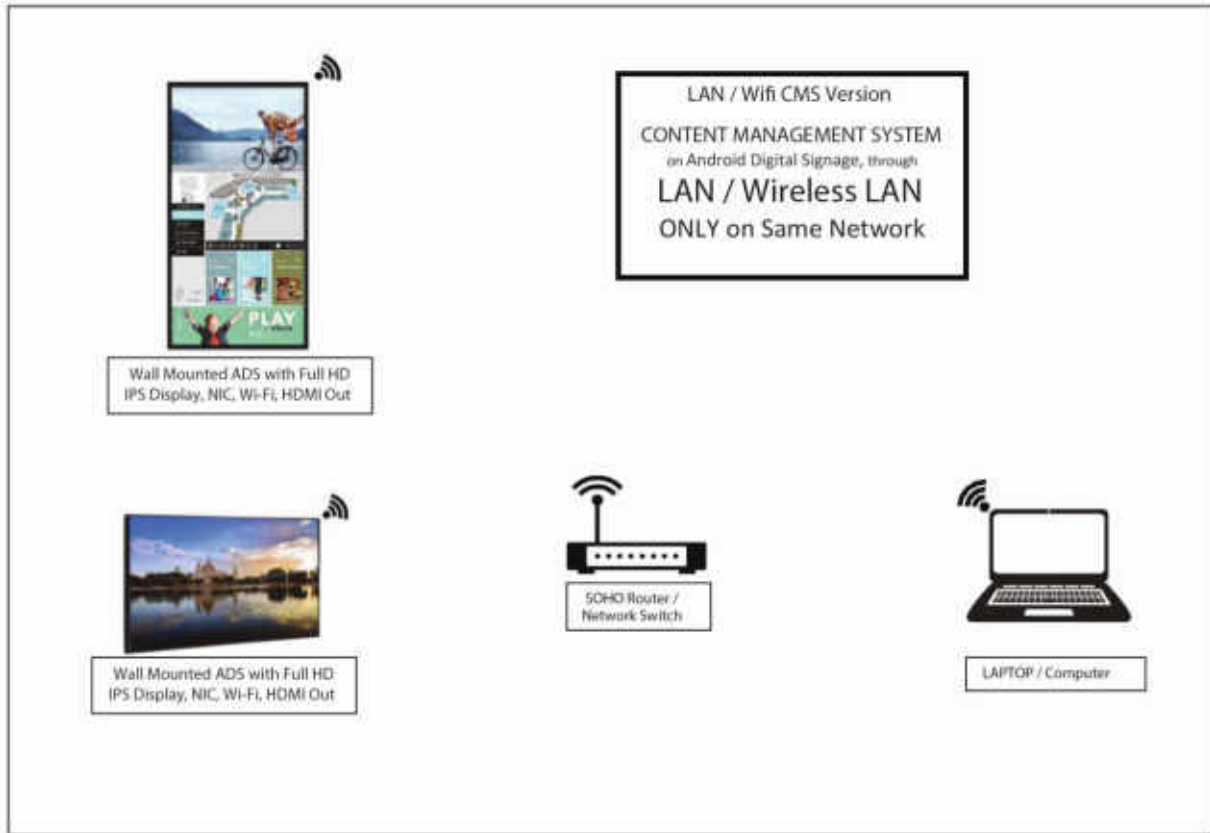 LAN / Wifi CMS Version
CONTENT MANAGEMENT SYSTEM
on Android Digital Signage, through
LAN / Wireless LAN
ONLY on Same Network
PLAY
Wall Mounted ADS with Full HD
IPS Display, NIC, Wi-Fi, HDMI Out
Wall Mounted ADS with Full HD
IPS Display, NIC, Wi-Fi, HDMI Out
SOHO Router /
Network Switch
LAPTOP / Computer